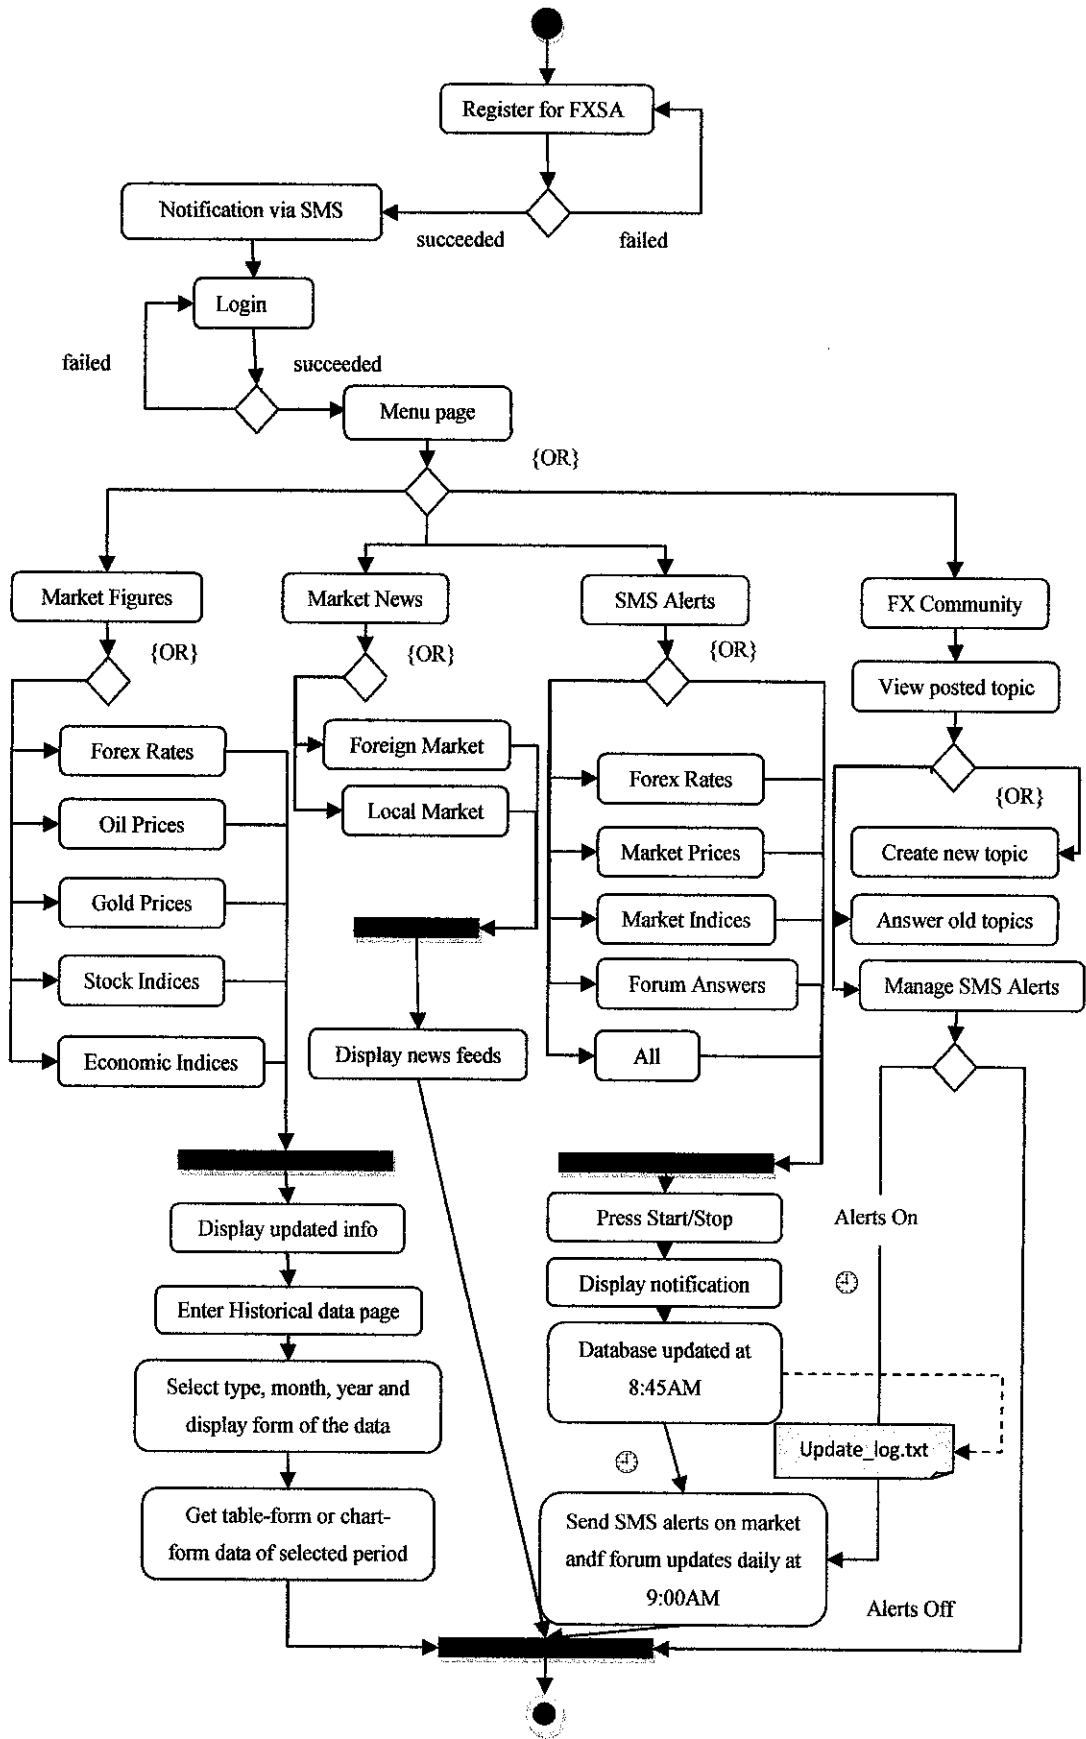 Register for FXSA
Notification via SMS
succeeded
failed
Login
failed
succeeded
Menu page
{OR}
Market Figures
Market News
SMS Alerts
FX Community
{OR}
{OR}
{OR}
View posted topic
Forex Rates
Foreign Market
Forex Rates
{OR}
Oil Prices
Local Market
Market Prices
Create new topic
Gold Prices
Market Indices
Answer old topics
Stock Indices
Forum Answers
Manage SMS Alerts
Economic Indices
Display news feeds
All
Display updated info
Press Start/Stop
Alerts On
Enter Historical data page
Display notification
Select type, month, year and
display form of the data
Database updated at
8:45AM
Update_log.txt
Get table-form or chart-
form data of selected period
Send SMS alerts on market
andf forum updates daily at
9:00AM
Alerts Off